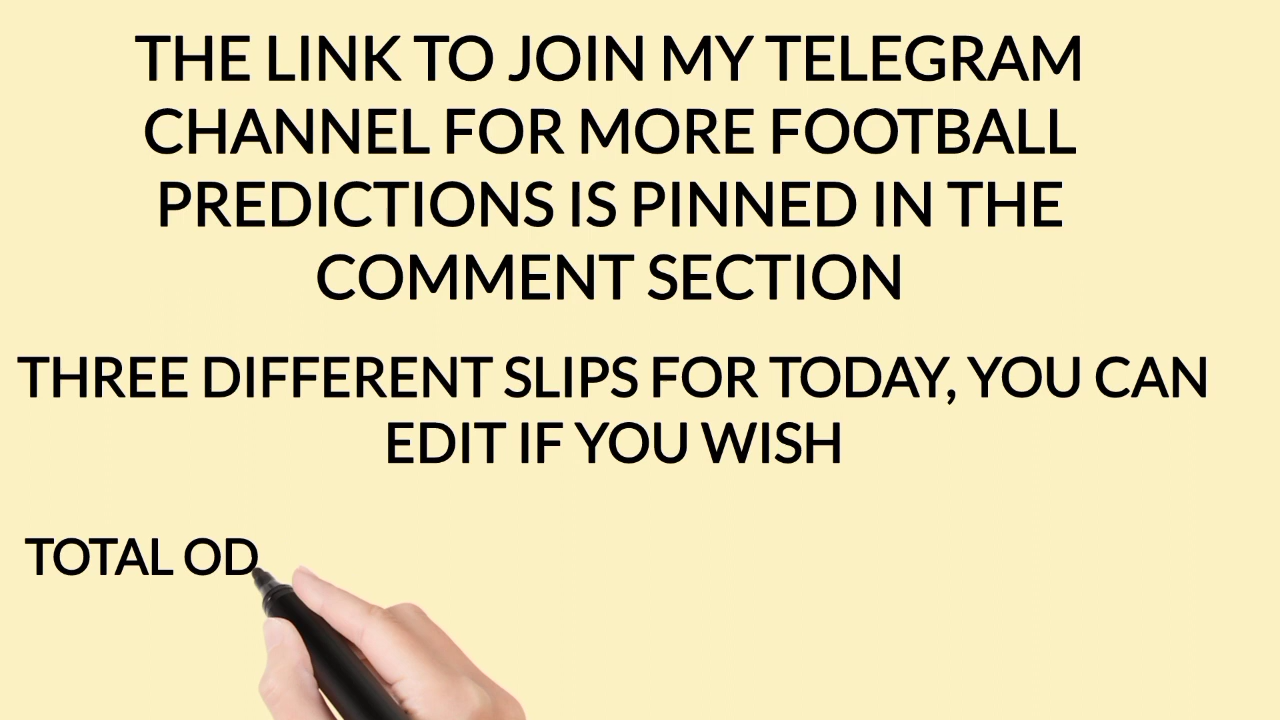 THE LINK TO JOIN MY TELEGRAM
CHANNEL FOR MORE FOOTBALL
PREDICTIONS IS PINNED IN THE
COMMENT SECTION
THREE DIFFERENT SLIPS FOR TODAY, YOU CAN
EDIT IF YOU WISH
TOTAL OD